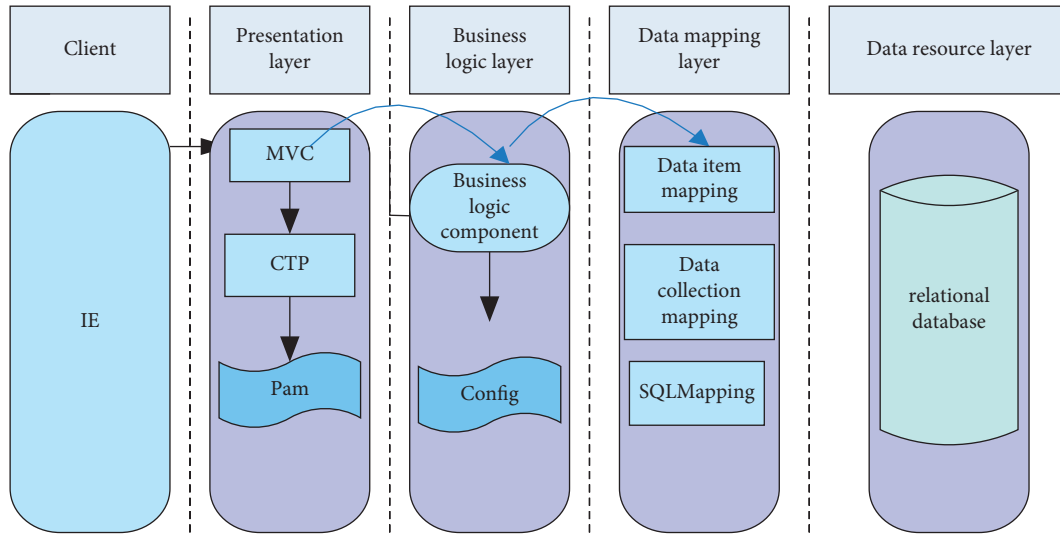 Client
Presentation
layer
Business
logic layer
Data mapping
layer
Data resource layer
IE
MVC
CTP
Pam
Business
logic
component
Config
Data item
mapping
Data
collection
mapping
SQLMapping
relational
database